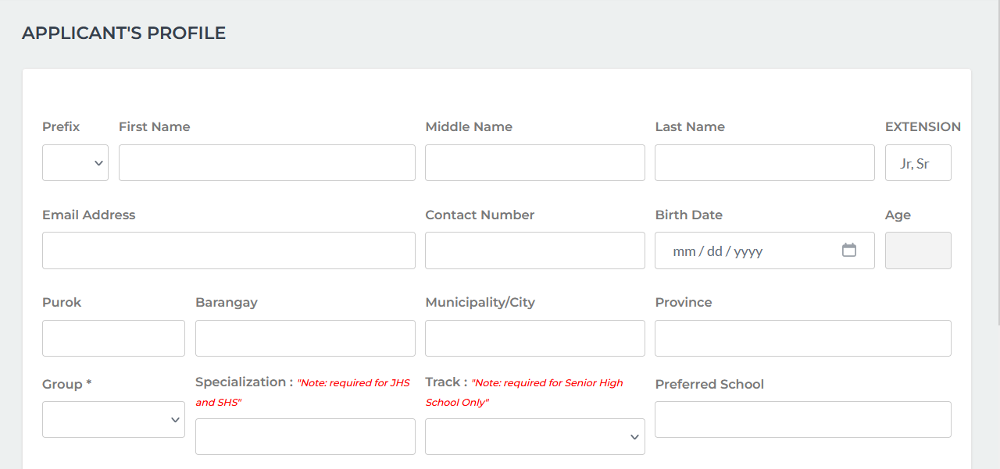 APPLICANT'S PROFILE
Prefix First Name Middle Name Last Name EXTENSION
Jr, Sr
Email Address Contact Number Birth Date Age
mm / dd / yyyy
Purok Barangay Municipality/City Province
Group * Specialization : "Note: required for JHS Track : "Note: required for Senior High Preferred School
and SHS" School Only"